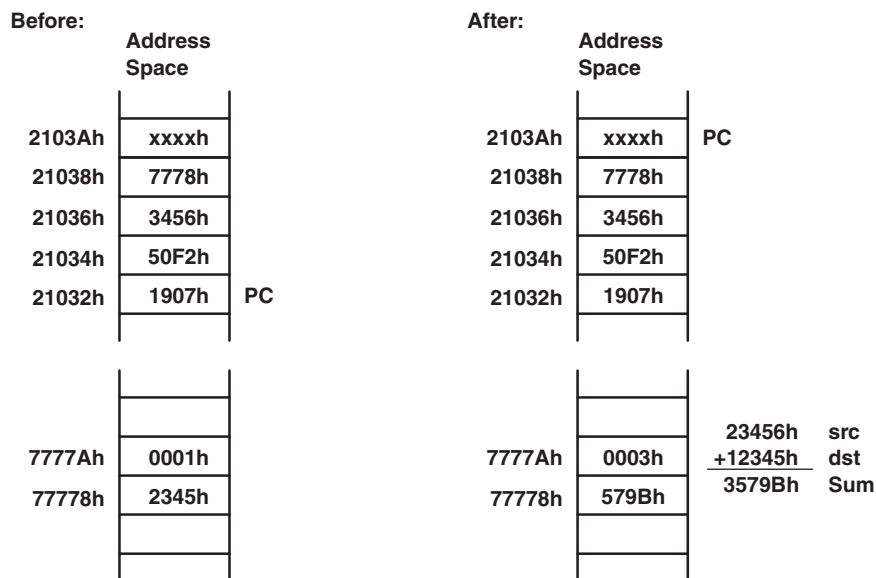 Before:
Address
Space
2103Ah xxxxh
21038h 7778h
21036h 3456h
21034h 50F2h
21032h 1907h PC
7777Ah 0001h
77778h 2345h
After:
Address
Space
2103Ah xxxxh PC
21038h 7778h
21036h 3456h
21034h 50F2h
21032h 1907h
7777Ah 0003h
77778h 579Bh
23456h src
+12345h dst
3579Bh Sum